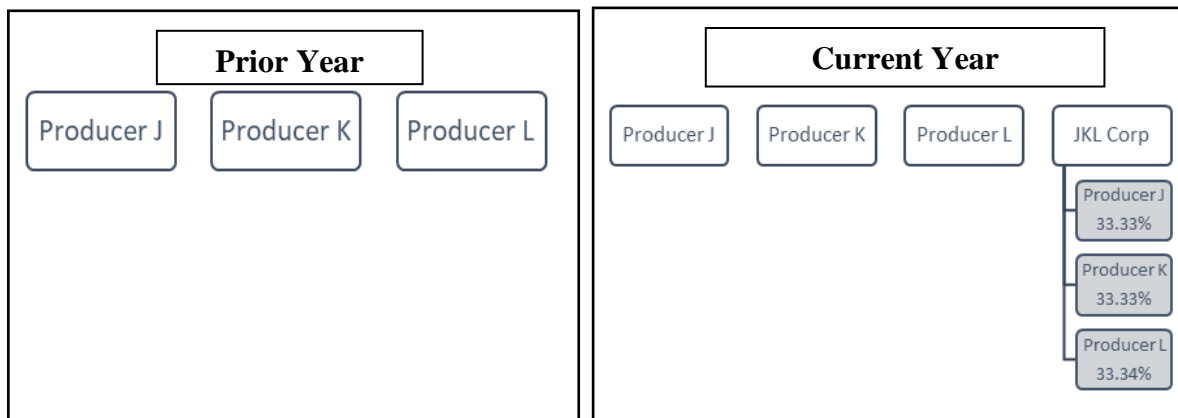 Prior Year
Producer J
Producer K
Producer L
Current Year
Producer J
Producer K
Producer L
JKL Corp
Producer J
33.33%
Producer K
33.33%
Producer L
33.34%